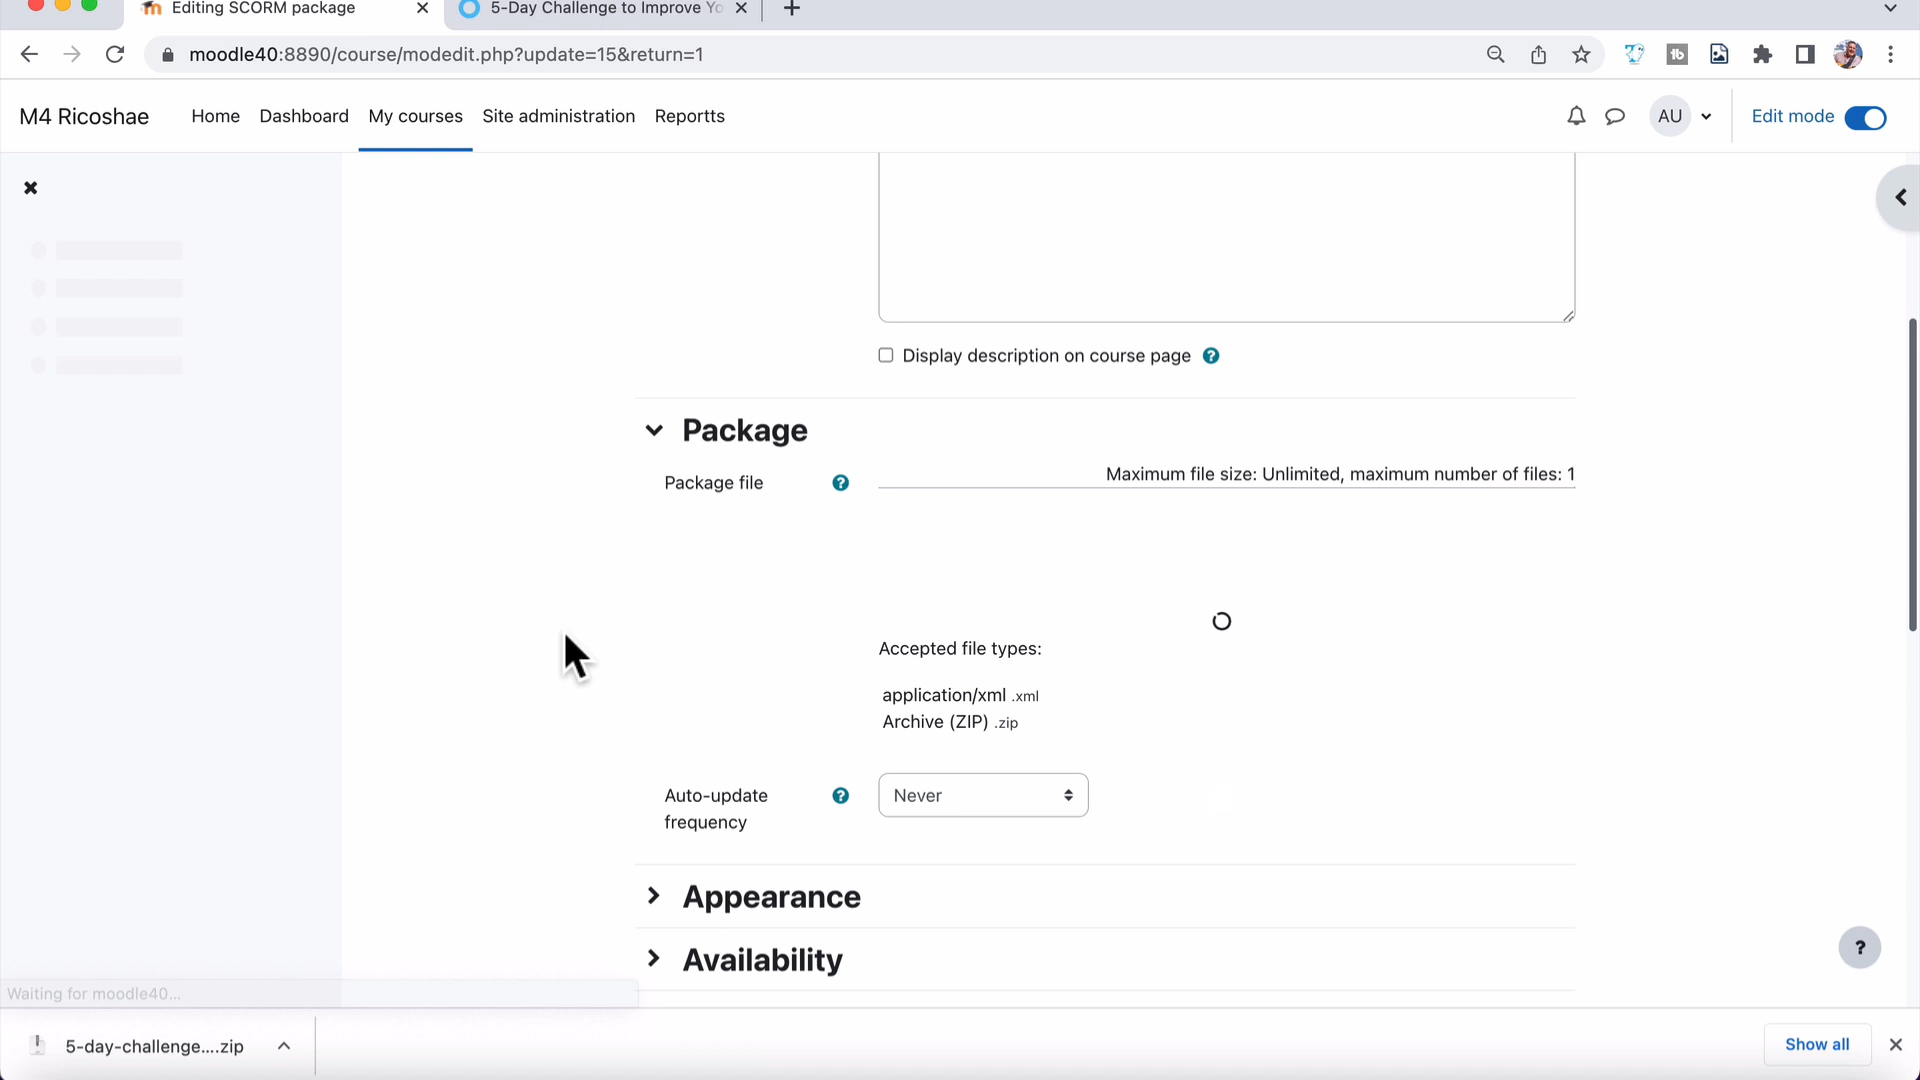 Editing SCORM package
5-Day Challenge to Improve Yo
moodle40:8890/course/modedit.php?update=15&return=1
M4 Ricoshae
Home
Dashboard
My courses
Site administration
Reportts
AU
Edit mode
Display description on course page
Package
Package file
Maximum file size: Unlimited, maximum number of files: 1
Accepted file types:
application/xml .xml
Archive (ZIP) .zip
Auto-update
frequency
Never
Appearance
Availability
?
Waiting for moodle40...
5-day-challenge....zip
Show all